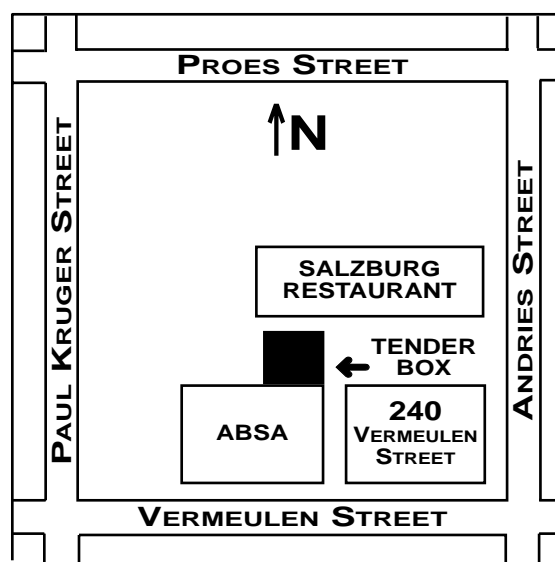 PROES STREET
N
PAUL KRUGER STREET
ANDRIES STREET
SALZBURG
RESTAURANT
TENDER
BOX
ABSA
240
VERMEULEN
STREET
VERMEULEN STREET